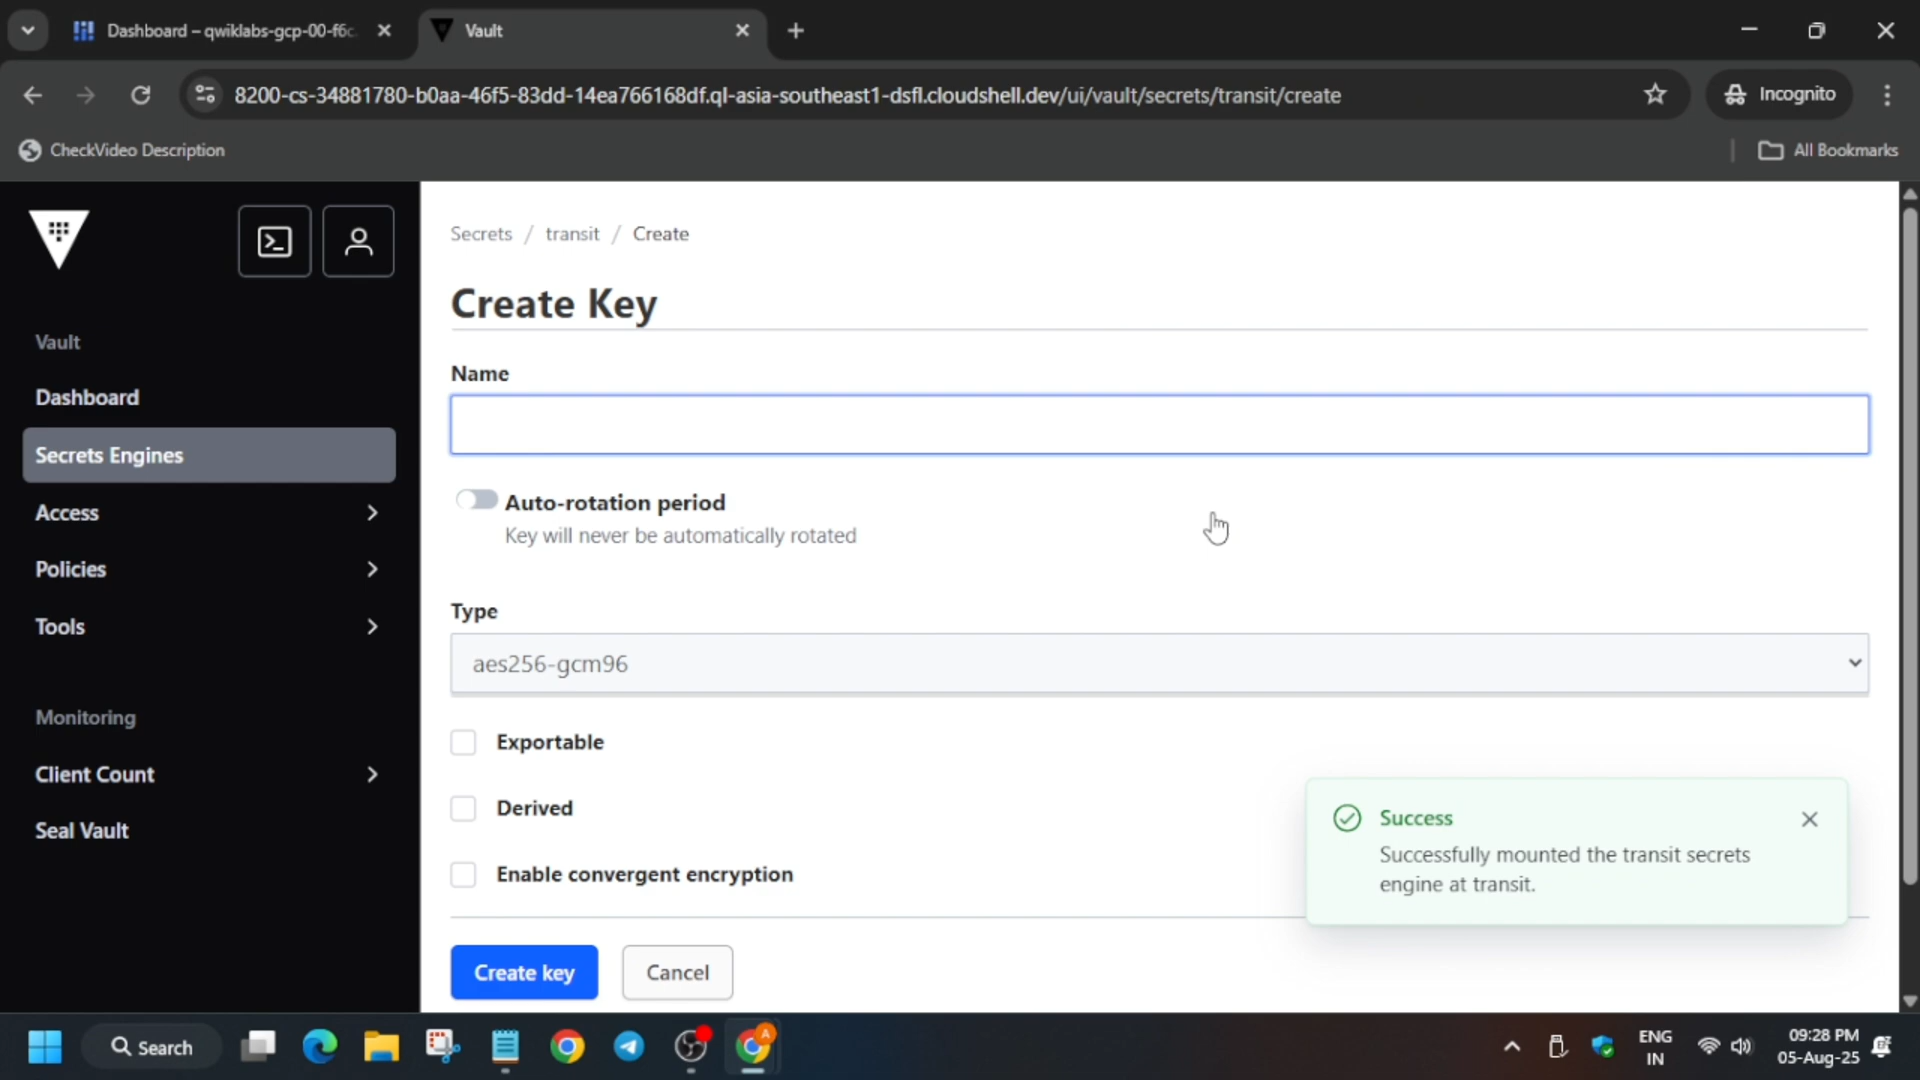 Dashboard – qwiklabs-gcp-00-f6c
Vault
8200-cs-34881780-b0aa-46f5-83dd-14ea766168df.ql-asia-southeast1-dsfl.cloudshell.dev/ui/vault/secrets/transit/create
Incognito
CheckVideo Description
All Bookmarks
Vault
Dashboard
Secrets Engines
Access
Policies
Tools
Monitoring
Client Count
Seal Vault
Secrets / transit / Create
Create Key
Name
Auto-rotation period
Key will never be automatically rotated
Type
aes256-gcm96
Exportable
Derived
Enable convergent encryption
Create key
Cancel
Success
Successfully mounted the transit secrets
engine at transit.
Search
A
ENG
IN
09:28 PM
05-Aug-25